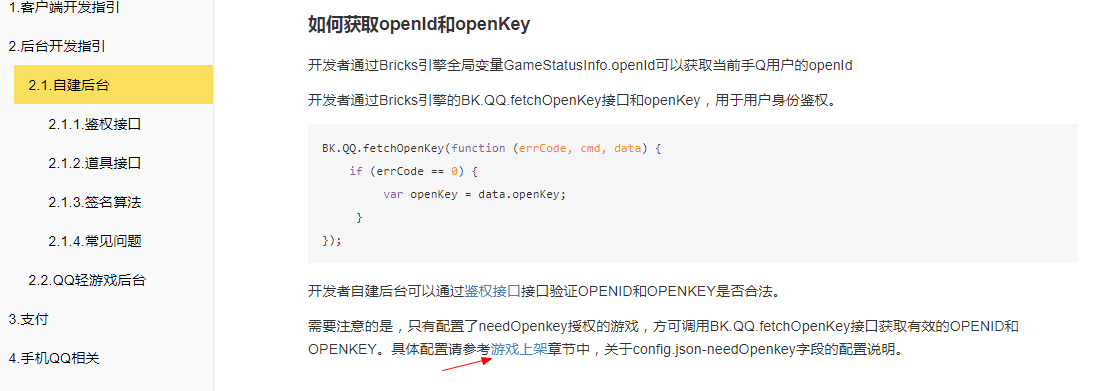 1.客户端开发指引
2.后台开发指引
2.1.自建后台
2.1.1.鉴权接口
2.1.2.道具接口
2.1.3.签名算法
2.1.4.常见问题
2.2.QQ轻游戏后台
3.支付
4.手机QQ相关
如何获取openId和openKey
开发者通过Bricks引擎全局变量GameStatusInfo.openId可以获取当前手Q用户的openId
开发者通过Bricks引擎的BK.QQ.fetchOpenKey接口和openKey，用于用户身份鉴权。
BK.QQ.fetchOpenKey(function (errCode, cmd, data) {
if (errCode == 0) {
var openKey = data.openKey;
}
});
开发者自建后台可以通过鉴权接口接口验证OPENID和OPENKEY是否合法。
需要注意的是，只有配置了needOpenkey授权的游戏，方可调用BK.QQ.fetchOpenKey接口获取有效的OPENID和
OPENKEY。具体配置请参考游戏上架章节中，关于config.json-needOpenkey字段的配置说明。